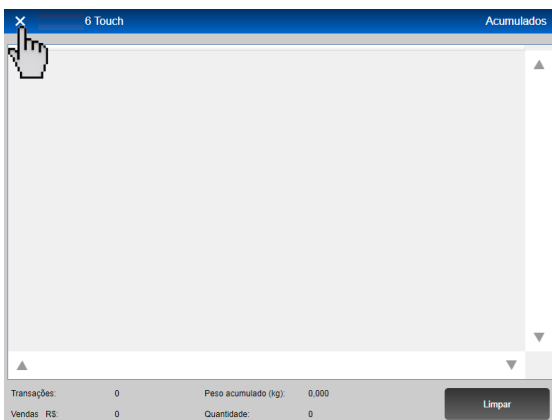 6 Touch Acumulados
Transações: 0 Peso acumulado (kg): 0,000
Vendas R$: 0 Quantidade: 0
Limpar